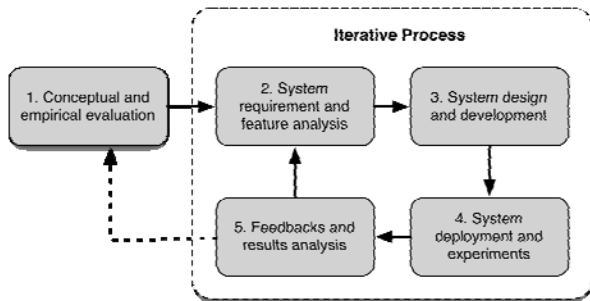 Iterative Process
1. Conceptual and
empirical evaluation
2. System
requirement and
feature analysis
3. System design
and development
4. System
deployment and
experiments
5. Feedbacks and
results analysis